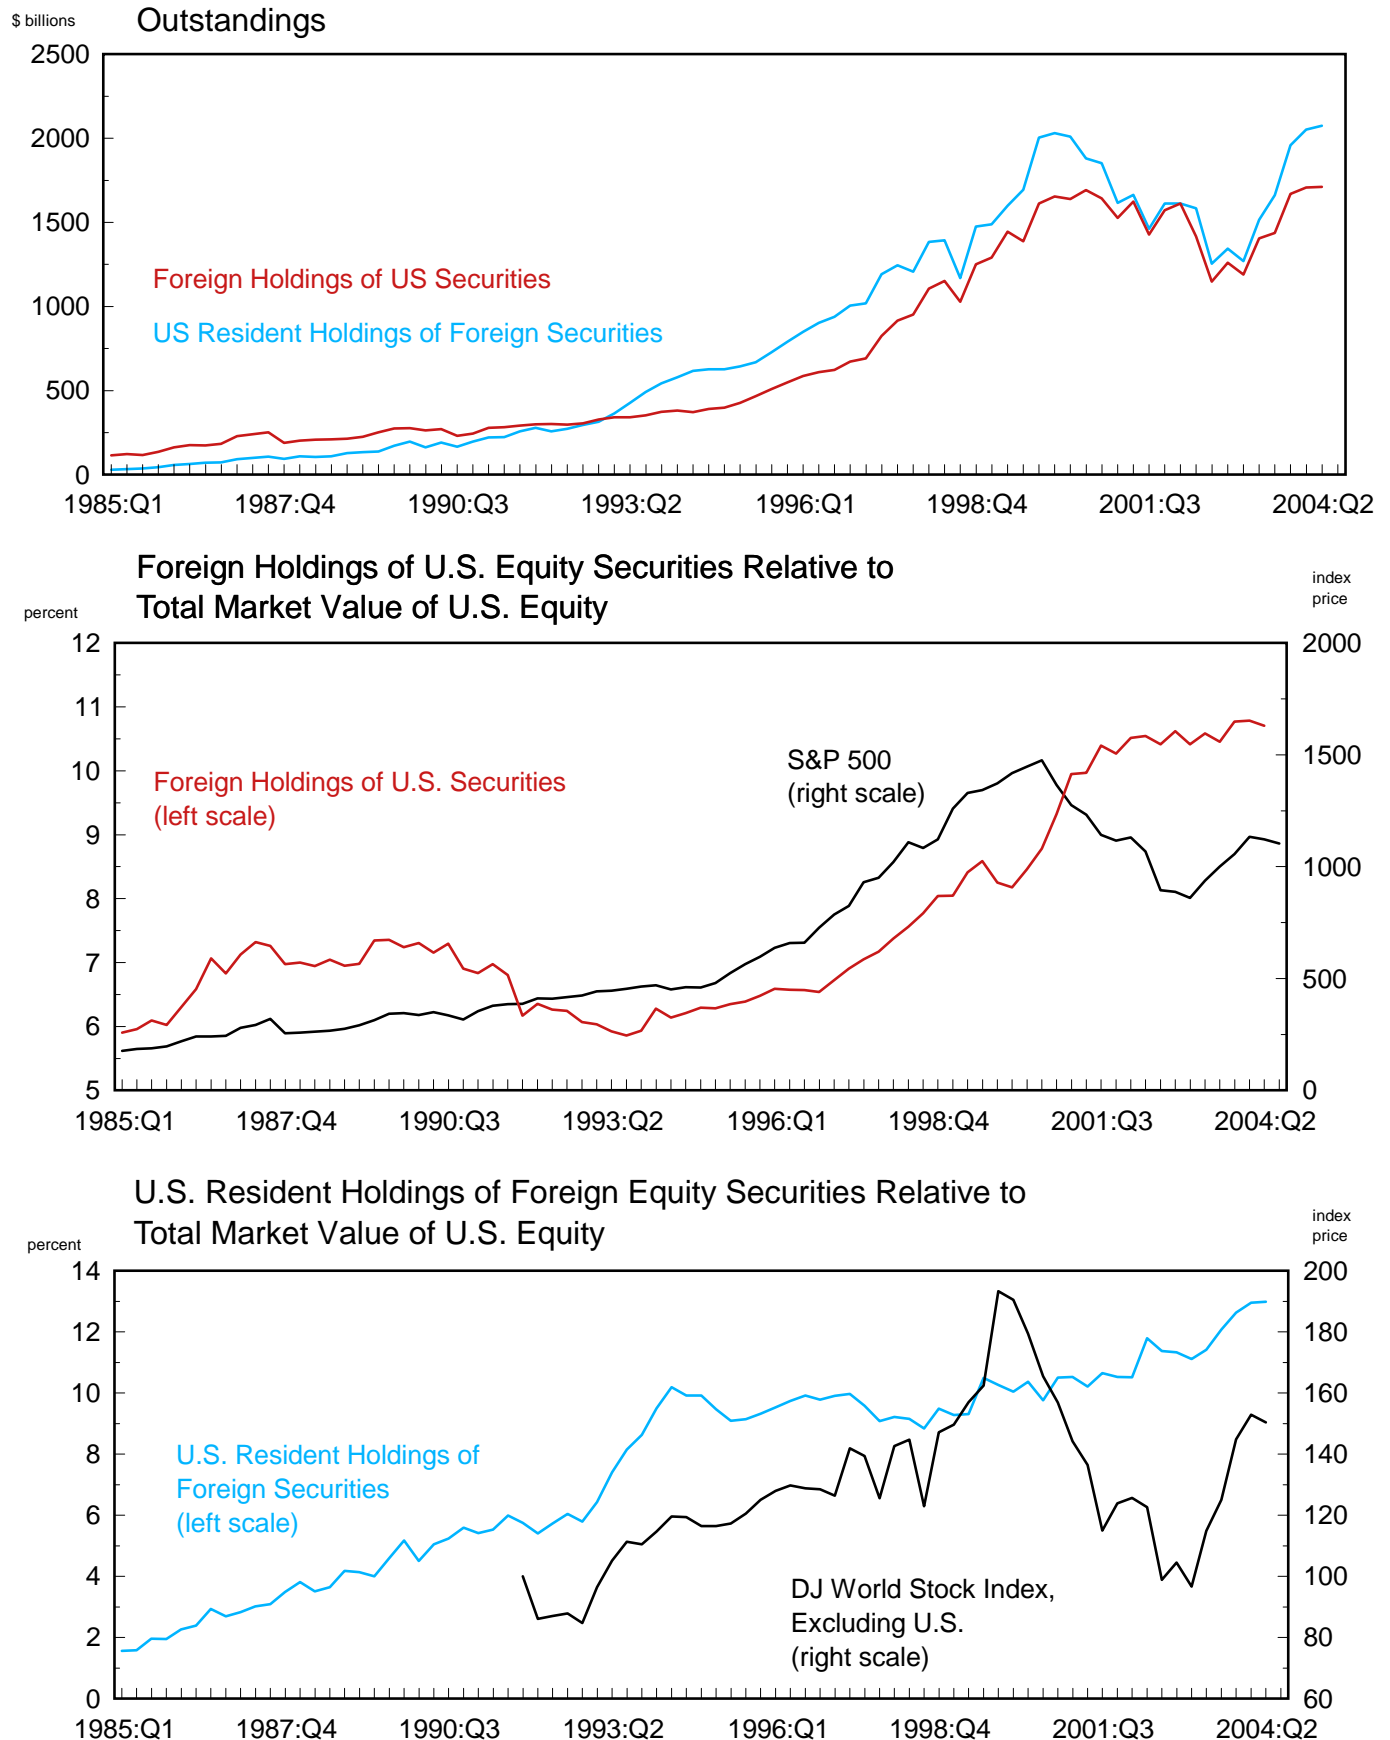 $ billions
Outstandings
2500
2000
1500
1000
500
0
Foreign Holdings of US Securities
US Resident Holdings of Foreign Securities
1985:Q1 1987:Q4 1990:Q3 1993:Q2 1996:Q1 1998:Q4 2001:Q3 2004:Q2
Foreign Holdings of U.S. Equity Securities Relative to
Total Market Value of U.S. Equity
percent
index
price
12
11
10
9
8
7
6
5
2000
1500
1000
500
0
Foreign Holdings of U.S. Securities
(left scale)
S&P 500
(right scale)
1985:Q1 1987:Q4 1990:Q3 1993:Q2 1996:Q1 1998:Q4 2001:Q3 2004:Q2
U.S. Resident Holdings of Foreign Equity Securities Relative to
Total Market Value of U.S. Equity
percent
index
price
14
12
10
8
6
4
2
0
200
180
160
140
120
100
80
60
U.S. Resident Holdings of
Foreign Securities
(left scale)
DJ World Stock Index,
Excluding U.S.
(right scale)
1985:Q1 1987:Q4 1990:Q3 1993:Q2 1996:Q1 1998:Q4 2001:Q3 2004:Q2